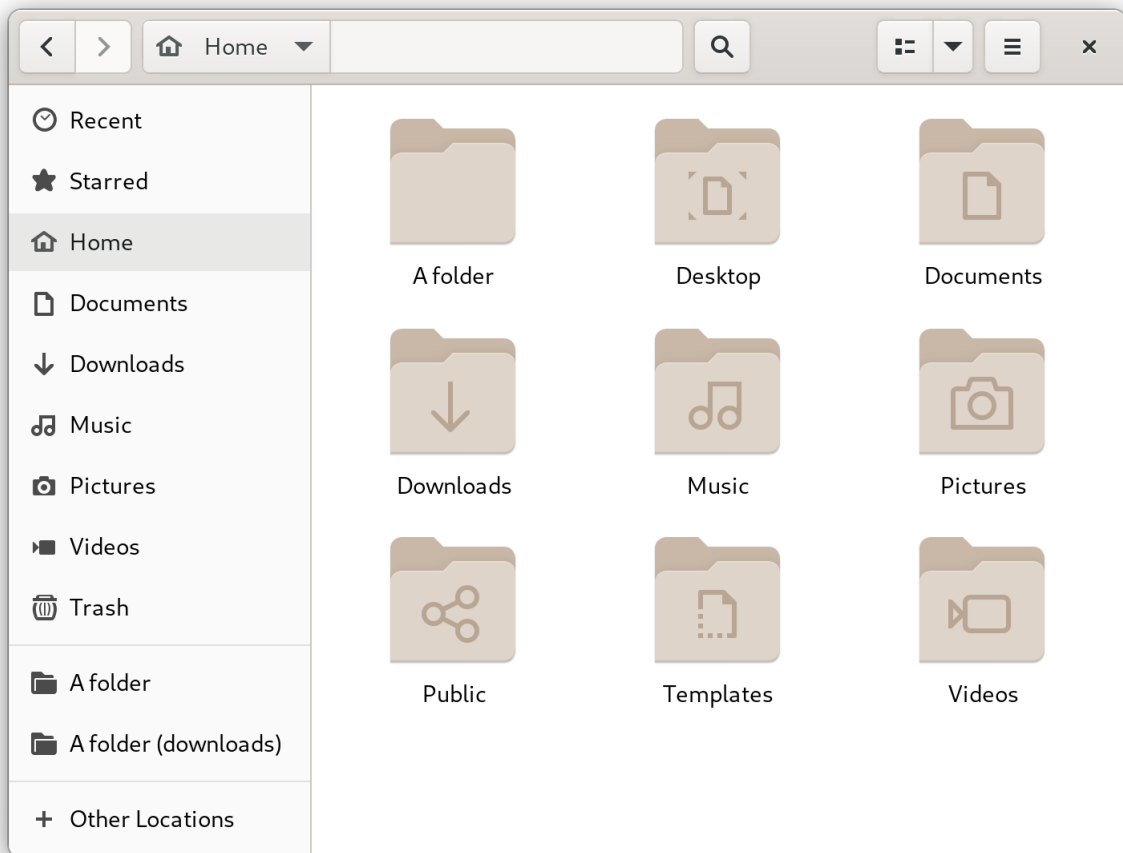 Home
Recent
Starred
Home
Documents
Downloads
Music
Pictures
Videos
Trash
A folder
A folder (downloads)
Other Locations
A folder
Desktop
Documents
Downloads
Music
Pictures
Public
Templates
Videos